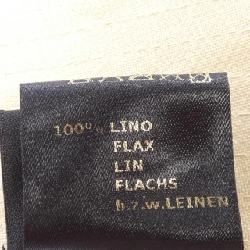 100% LINO
FLAX
LIN
FLACHS
b.z.w.LEINEN